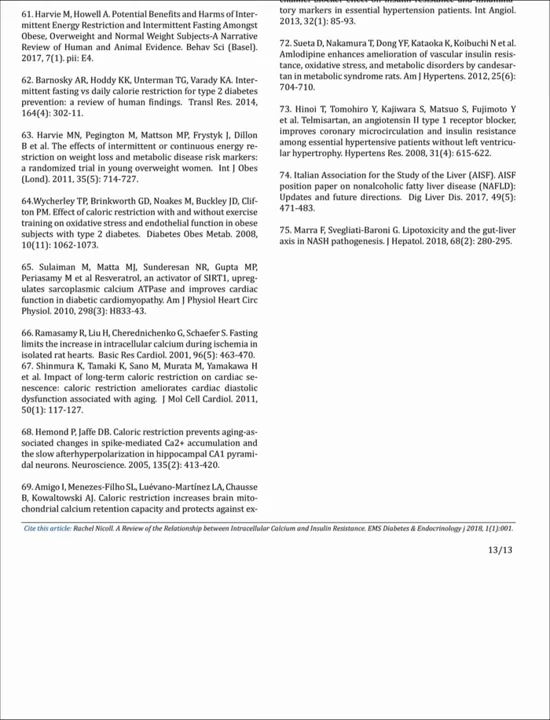 61. Harvie M, Howell A. Potential Benefits and Harms of Inter-
mittent Energy Restriction and Intermittent Fasting Amongst
Obese, Overweight and Normal Weight Subjects-A Narrative
Review of Human and Animal Evidence. Behav Sci (Basel).
2017, 7(1). pii: E4.
62. Barnosky AR, Hoddy KK, Unterman TG, Varady KA. Inter-
mittent fasting vs daily calorie restriction for type 2 diabetes
prevention: a review of human findings. Transl Res. 2014,
164(4): 302-11.
63. Harvie MN, Pegington M, Mattson MP, Frystyk J, Dillon
B et al. The effects of intermittent or continuous energy re-
striction on weight loss and metabolic disease risk markers:
a randomized trial in young overweight women. Int J Obes
(Lond). 2011, 35(5): 714-727.
64.Wycherley TP, Brinkworth GD, Noakes M, Buckley JD, Clif-
ton PM. Effect of caloric restriction with and without exercise
training on oxidative stress and endothelial function in obese
subjects with type 2 diabetes. Diabetes Obes Metab. 2008,
10(11): 1062-1073.
65. Sulaiman M, Matta MJ, Sunderesan NR, Gupta MP,
Periasamy M et al Resveratrol, an activator of SIRT1, upreg-
ulates sarcoplasmic calcium ATPase and improves cardiac
function in diabetic cardiomyopathy. Am J Physiol Heart Circ
Physiol. 2010, 298(3): H833-43.
66. Ramasamy R, Liu H, Cherednichenko G, Schaefer S. Fasting
limits the increase in intracellular calcium during ischemia in
isolated rat hearts. Basic Res Cardiol. 2001, 96(5): 463-470.
67. Shinmura K, Tamaki K, Sano M, Murata M, Yamakawa H
et al. Impact of long-term caloric restriction on cardiac se-
nescence: caloric restriction ameliorates cardiac diastolic
dysfunction associated with aging. J Mol Cell Cardiol. 2011,
50(1): 117-127.
68. Hemond P, Jaffe DB. Caloric restriction prevents aging-as-
sociated changes in spike-mediated Ca2+ accumulation and
the slow afterhyperpolarization in hippocampal CA1 pyrami-
dal neurons. Neuroscience. 2005, 135(2): 413-420.
69. Amigo I, Menezes-Filho SL, Luévano-Martínez LA, Chausse
B, Kowaltowski AJ. Caloric restriction increases brain mito-
chondrial calcium retention capacity and protects against ex-
tory markers in essential hypertension patients. Int Angiol.
2013, 32(1): 85-93.
72. Sueta D, Nakamura T, Dong YF, Kataoka K, Koibuchi N et al.
Amlodipine enhances amelioration of vascular insulin resis-
tance, oxidative stress, and metabolic disorders by candesar-
tan in metabolic syndrome rats. Am J Hypertens. 2012, 25(6):
704-710.
73. Hinoi T, Tomohiro Y, Kajiwara S, Matsuo S, Fujimoto Y
et al. Telmisartan, an angiotensin II type 1 receptor blocker,
improves coronary microcirculation and insulin resistance
among essential hypertensive patients without left ventricu-
lar hypertrophy. Hypertens Res. 2008, 31(4): 615-622.
74. Italian Association for the Study of the Liver (AISF). AISF
position paper on nonalcoholic fatty liver disease (NAFLD):
Updates and future directions. Dig Liver Dis. 2017, 49(5):
471-483.
75. Marra F, Svegliati-Baroni G. Lipotoxicity and the gut-liver
axis in NASH pathogenesis. J Hepatol. 2018, 68(2): 280-295.
Cite this article: Rachel Nicoll. A Review of the Relationship between Intracellular Calcium and Insulin Resistance. EMS Diabetes & Endocrinology j 2018, 1(1):001.
13/13